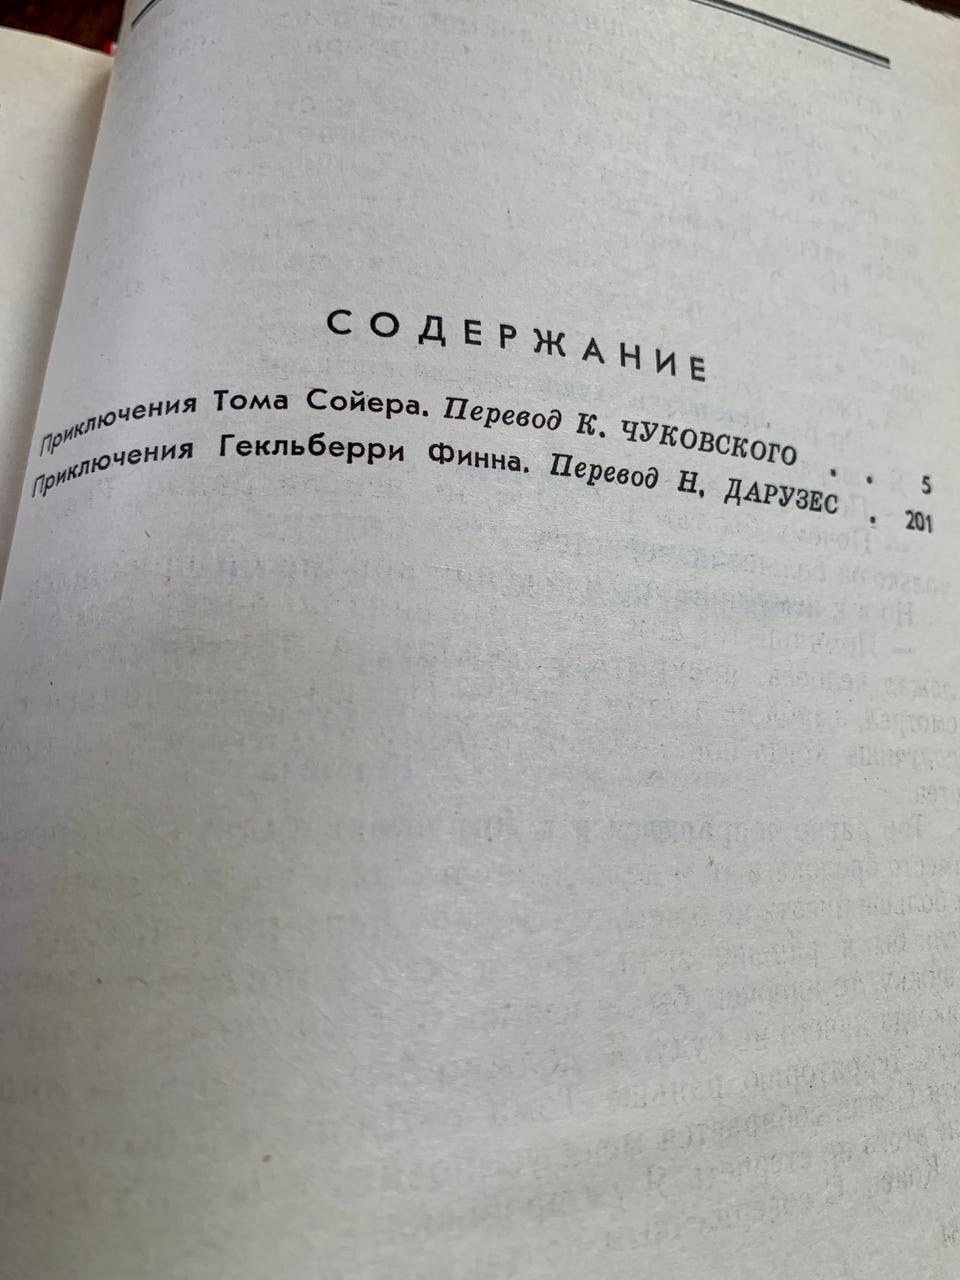 СОДЕРЖАНИЕ
Приключения Тома Сойера. Перевод К. ЧУКОВСКОГО . . 5
Приключения Гекльберри Финна. Перевод Н. ДАРУЗЕС . 201